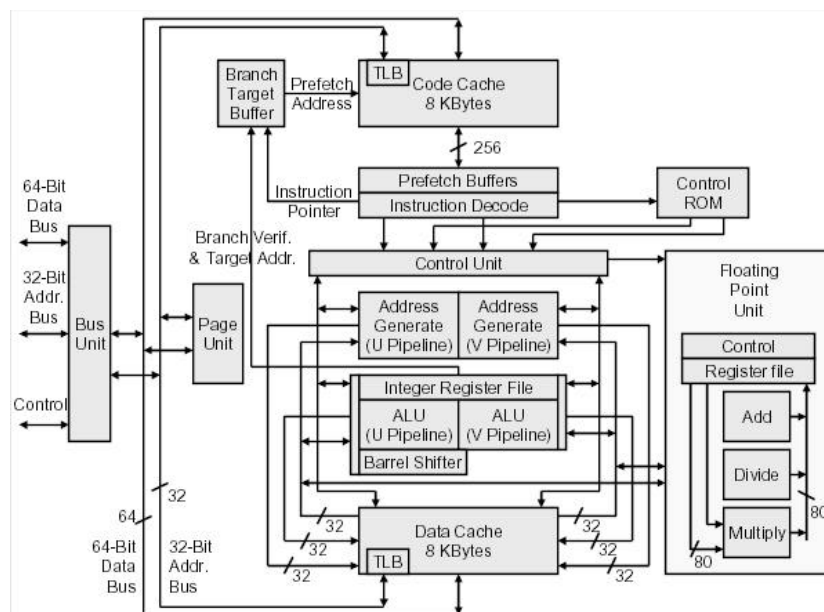 TLB
Code Cache
8 KBytes
Branch
Target
Buffer
Prefetch
Address
256
Prefetch Buffers
Instruction Decode
Instruction
Pointer
Control
ROM
Branch Verif.
& Target Addr.
Control Unit
64-Bit
Data
Bus
32-Bit
Addr.
Bus
Control
Bus
Unit
Page
Unit
Address
Generate
(U Pipeline)
Address
Generate
(V Pipeline)
Integer Register File
ALU
(U Pipeline)
ALU
(V Pipeline)
Barrel Shifter
Floating
Point
Unit
Control
Register file
Add
Divide
Multiply
80
80
32
64
64-Bit
Data
Bus
32-Bit
Addr.
Bus
32
32
32
32
32
32
Data Cache
8 KBytes
TLB